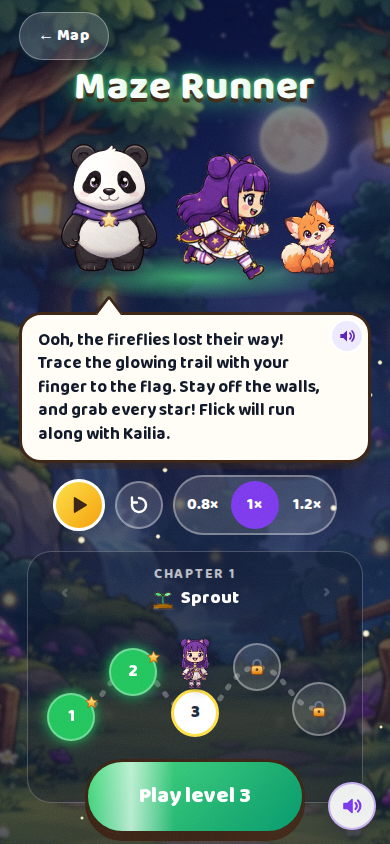 ← Map
Maze Runner
Ooh, the fireflies lost their way!
Trace the glowing trail with your
finger to the flag. Stay off the walls,
and grab every star! Flick will run
along with Kailia.
0.8× 1× 1.2×
CHAPTER 1
‹ 🌱 Sprout ›
1 2 3
Play level 3